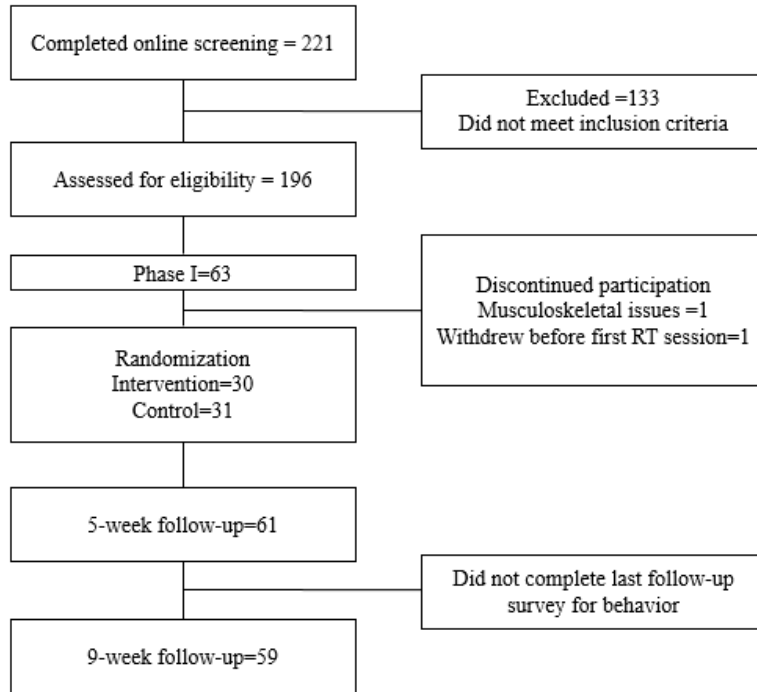 Completed online screening = 221
Excluded =133
Did not meet inclusion criteria
Assessed for eligibility = 196
Phase I=63
Discontinued participation
Musculoskeletal issues =1
Withdrew before first RT session=1
Randomization
Intervention=30
Control=31
5-week follow-up=61
Did not complete last follow-up
survey for behavior
9-week follow-up=59